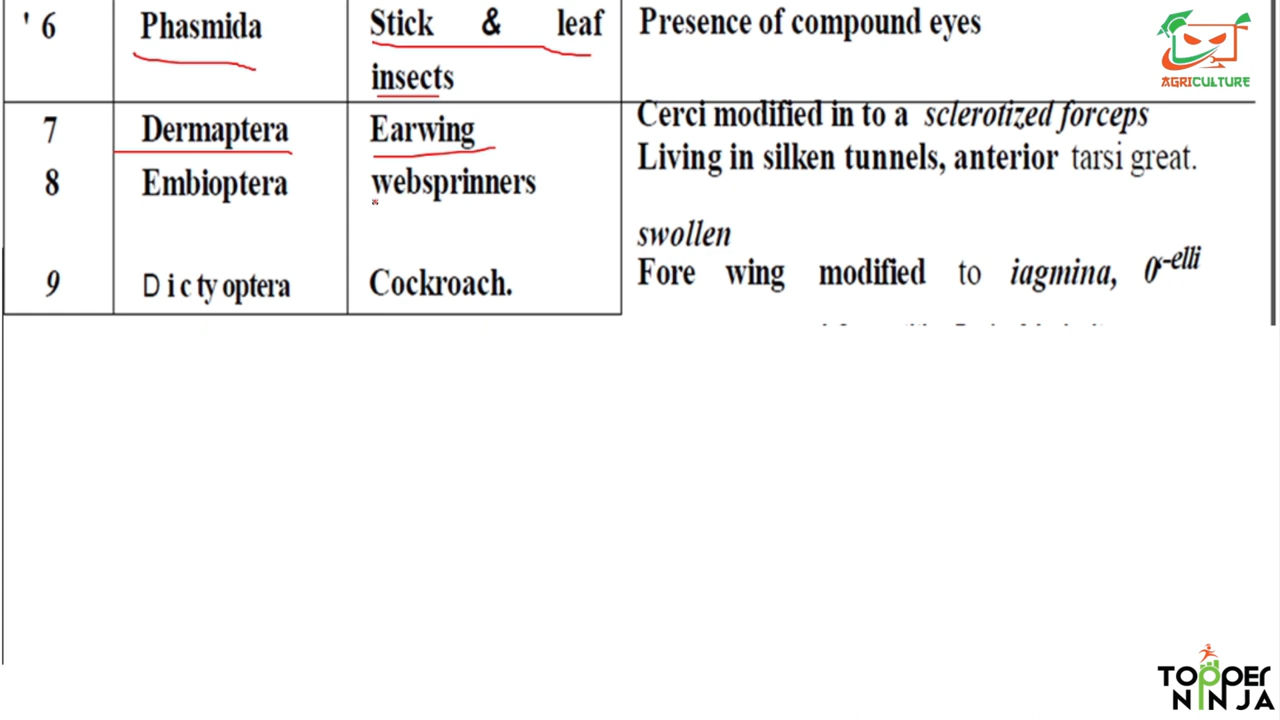 ' 6 Phasmida Stick & leaf insects Presence of compound eyes
AGRICULTURE
7 Dermaptera Earwing Cerci modified in to a sclerotized forceps
8 Embioptera websprinners Living in silken tunnels, anterior tarsi great.
swollen
9 Dictyoptera Cockroach. Fore wing modified to iagmina,
TOPPER
NINJA